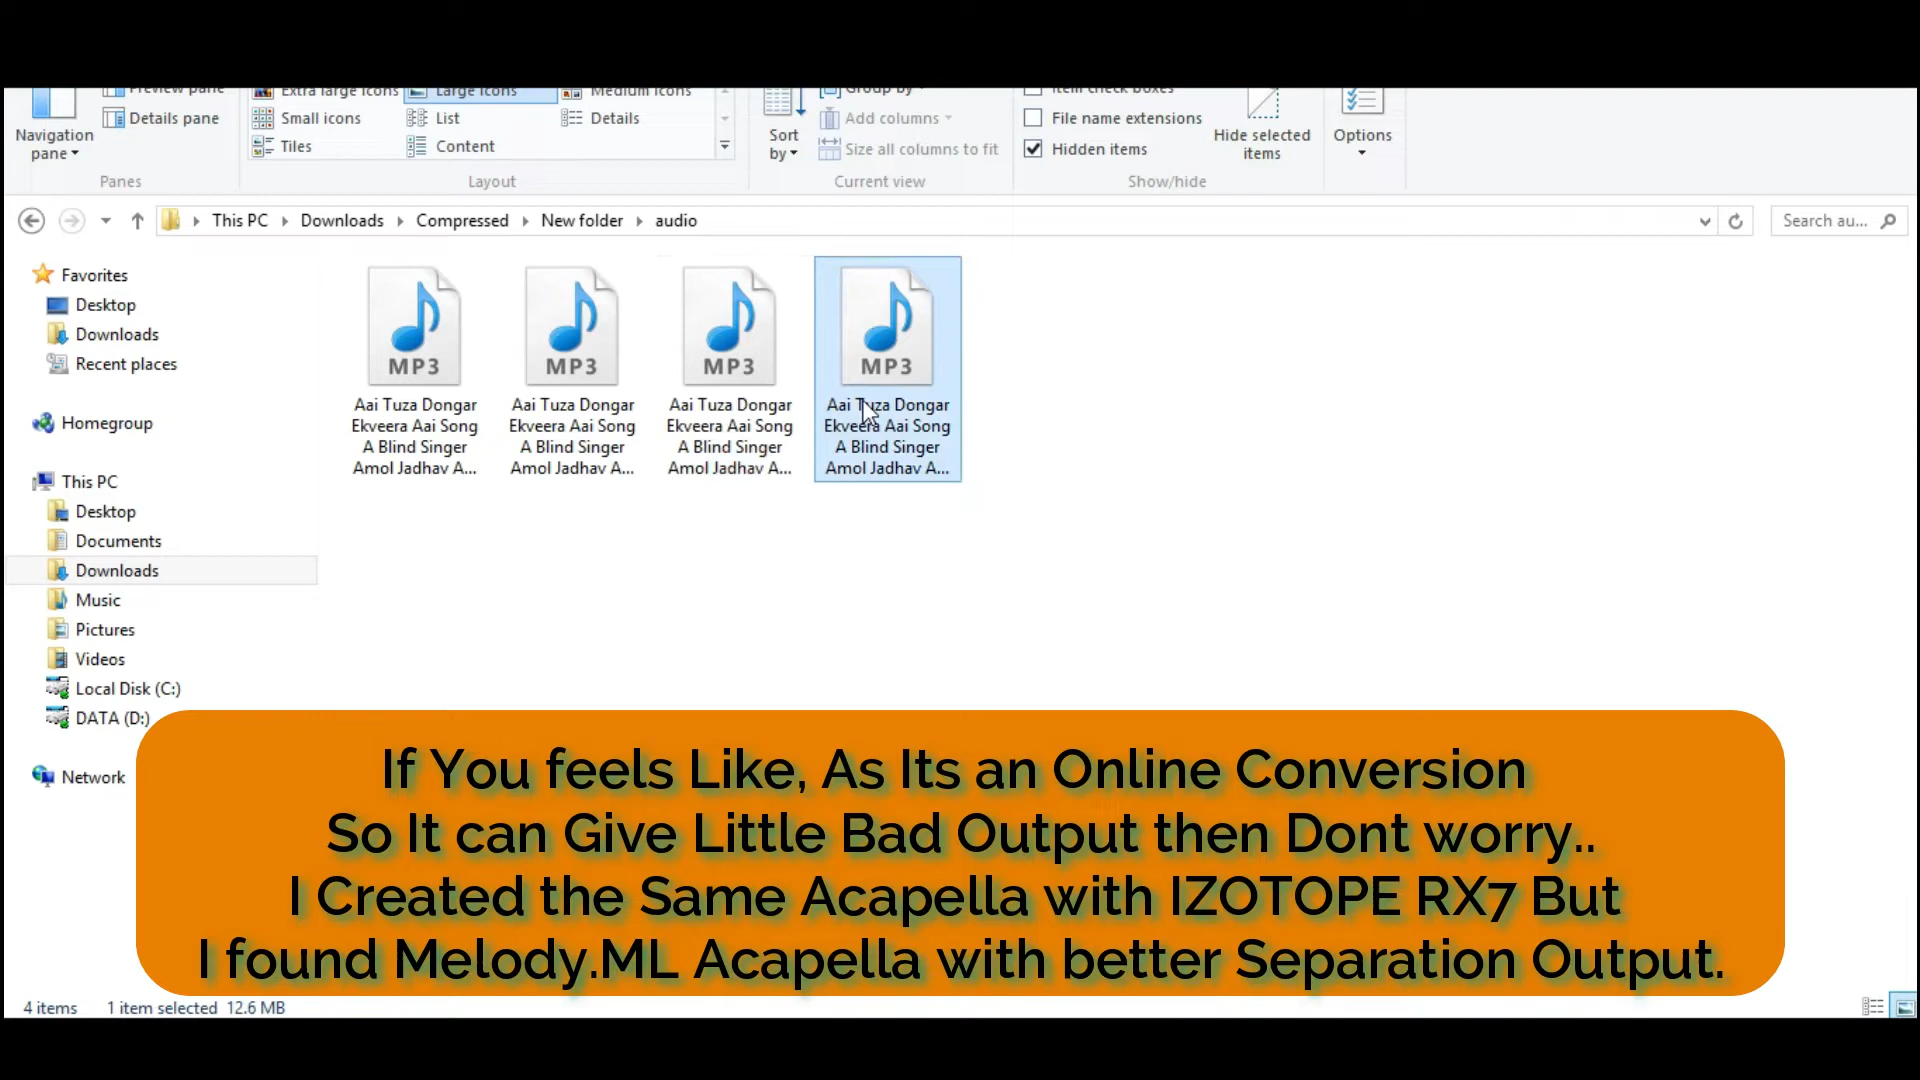 Preview pane
Extra large icons
Large icons
Medium icons
Group by
Item check boxes
Details pane
Small icons
List
Details
Add columns
File name extensions
Navigation
pane
Sort
by
Hide selected
items
Options
Tiles
Content
Size all columns to fit
Hidden items
Panes
Layout
Current view
Show/hide
This PC
Downloads
Compressed
New folder
audio
Search au...
Favorites
Desktop
Downloads
Recent places
Homegroup
This PC
Desktop
Documents
Downloads
Music
Pictures
Videos
Local Disk (C:)
DATA (D:)
Network
MP3
Aai Tuza Dongar
Ekveera Aai Song
A Blind Singer
Amol Jadhav A...
MP3
Aai Tuza Dongar
Ekveera Aai Song
A Blind Singer
Amol Jadhav A...
MP3
Aai Tuza Dongar
Ekveera Aai Song
A Blind Singer
Amol Jadhav A...
MP3
Aai Tuza Dongar
Ekveera Aai Song
A Blind Singer
Amol Jadhav A...
If You feels Like, As Its an Online Conversion
So It can Give Little Bad Output then Dont worry..
I Created the Same Acapella with IZOTOPE RX7 But
I found Melody.ML Acapella with better Separation Output.
4 items
1 item selected 12.6 MB